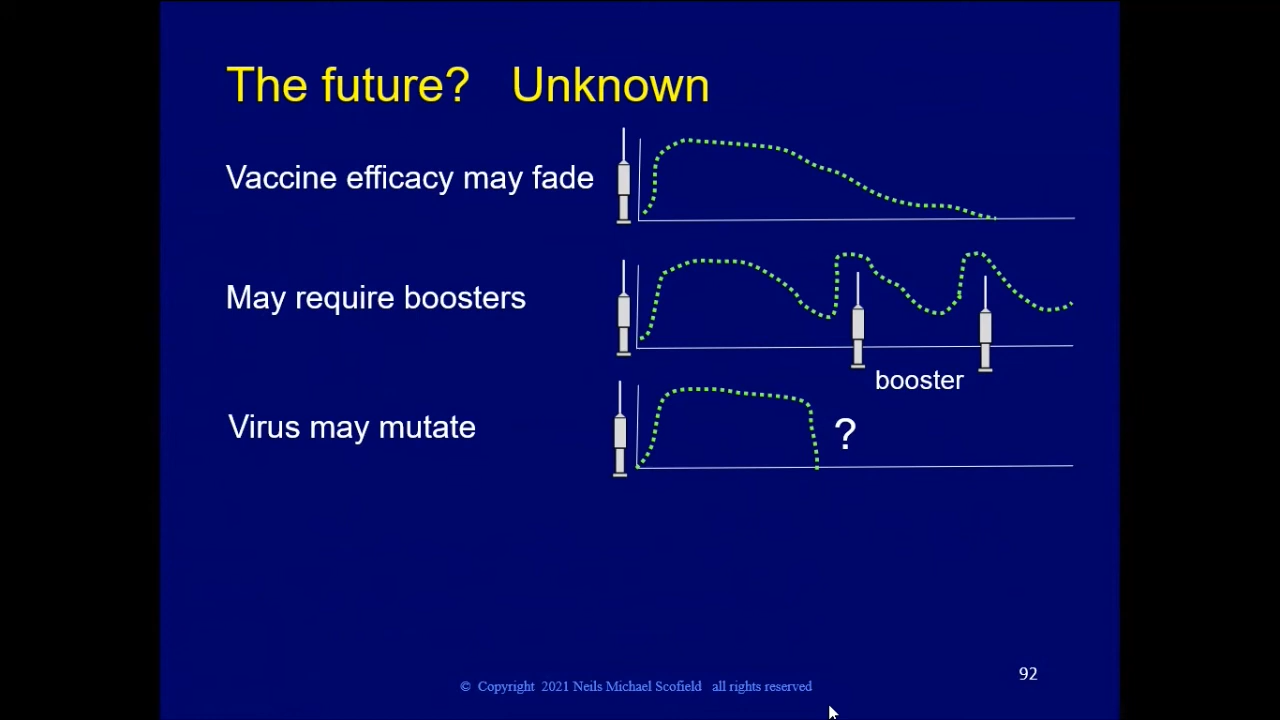 The future? Unknown
Vaccine efficacy may fade
May require boosters
booster
Virus may mutate
?
92
© Copyright 2021 Neils Michael Scofield all rights reserved